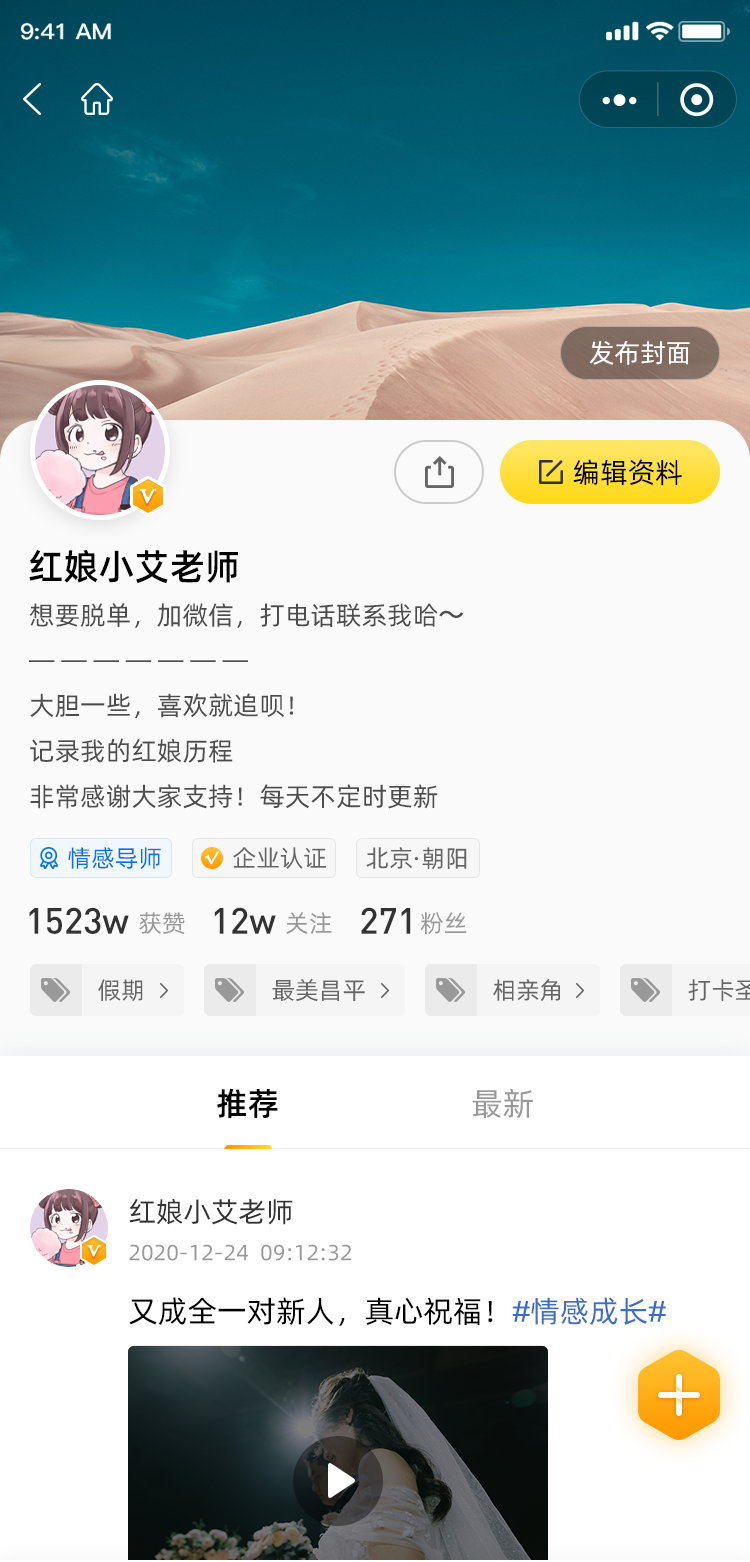 9:41 AM
发布封面
编辑资料
红娘小艾老师
想要脱单，加微信，打电话联系我哈～
— — — — — — —
大胆一些，喜欢就追呗！
记录我的红娘历程
非常感谢大家支持！每天不定时更新
情感导师 企业认证 北京·朝阳
1523w 获赞 12w 关注 271 粉丝
假期 > 最美昌平 > 相亲角 > 打卡圣
推荐 最新
红娘小艾老师
2020-12-24 09:12:32
又成全一对新人，真心祝福！#情感成长#